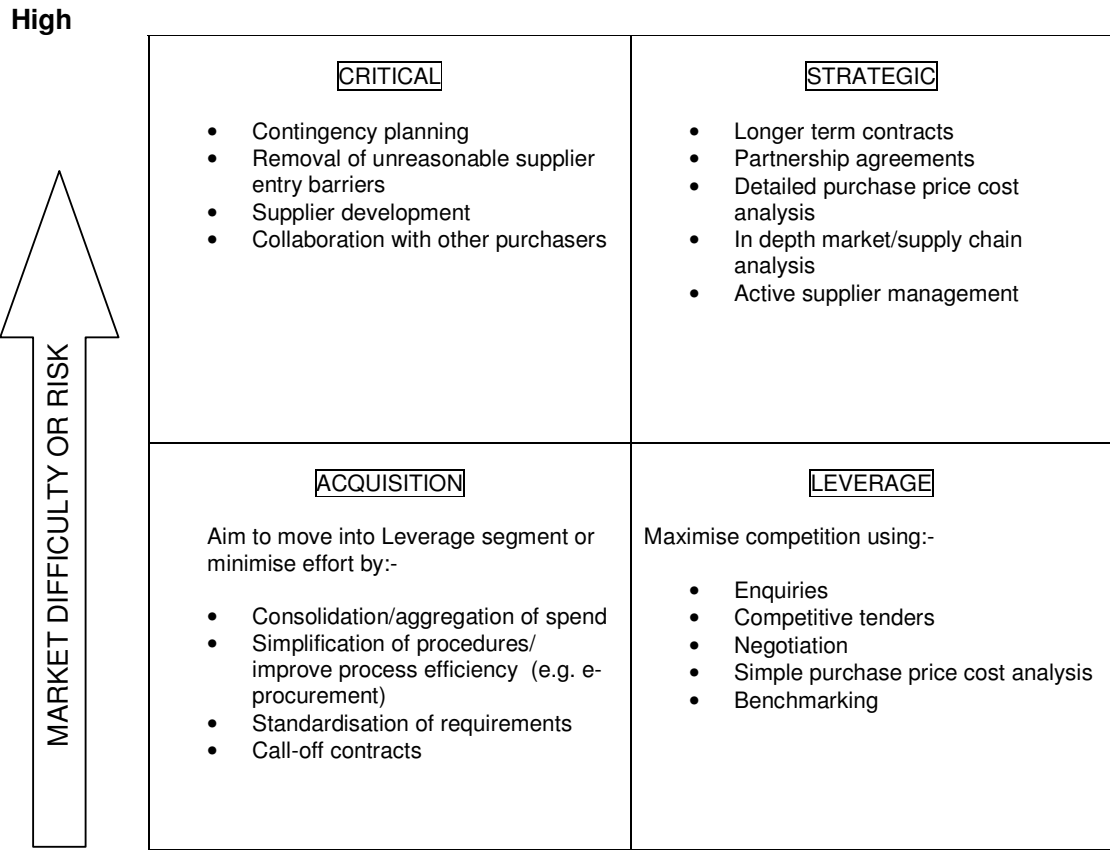 High
CRITICAL
• Contingency planning
• Removal of unreasonable supplier
entry barriers
• Supplier development
• Collaboration with other purchasers
STRATEGIC
• Longer term contracts
• Partnership agreements
• Detailed purchase price cost
analysis
• In depth market/supply chain
analysis
• Active supplier management
MARKET DIFFICULTY OR RISK
ACQUISITION
Aim to move into Leverage segment or
minimise effort by:-
• Consolidation/aggregation of spend
• Simplification of procedures/
improve process efficiency (e.g. e-
procurement)
• Standardisation of requirements
• Call-off contracts
LEVERAGE
Maximise competition using:-
• Enquiries
• Competitive tenders
• Negotiation
• Simple purchase price cost analysis
• Benchmarking